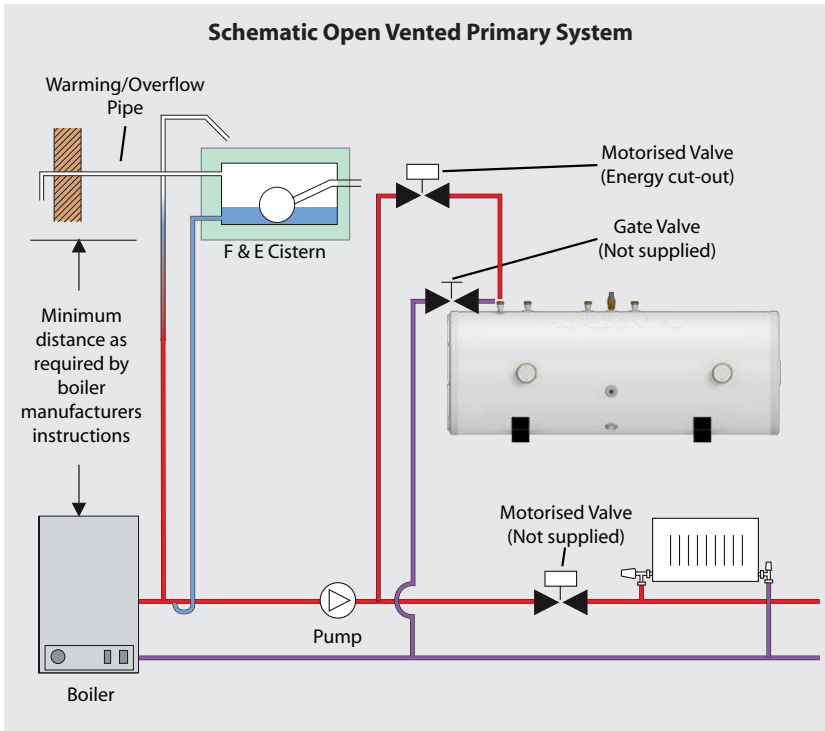 Schematic Open Vented Primary System
Warming/Overflow
Pipe
Motorised Valve
(Energy cut-out)
Gate Valve
(Not supplied)
F & E Cistern
Minimum
distance as
required by
boiler
manufacturers
instructions
Motorised Valve
(Not supplied)
Pump
Boiler